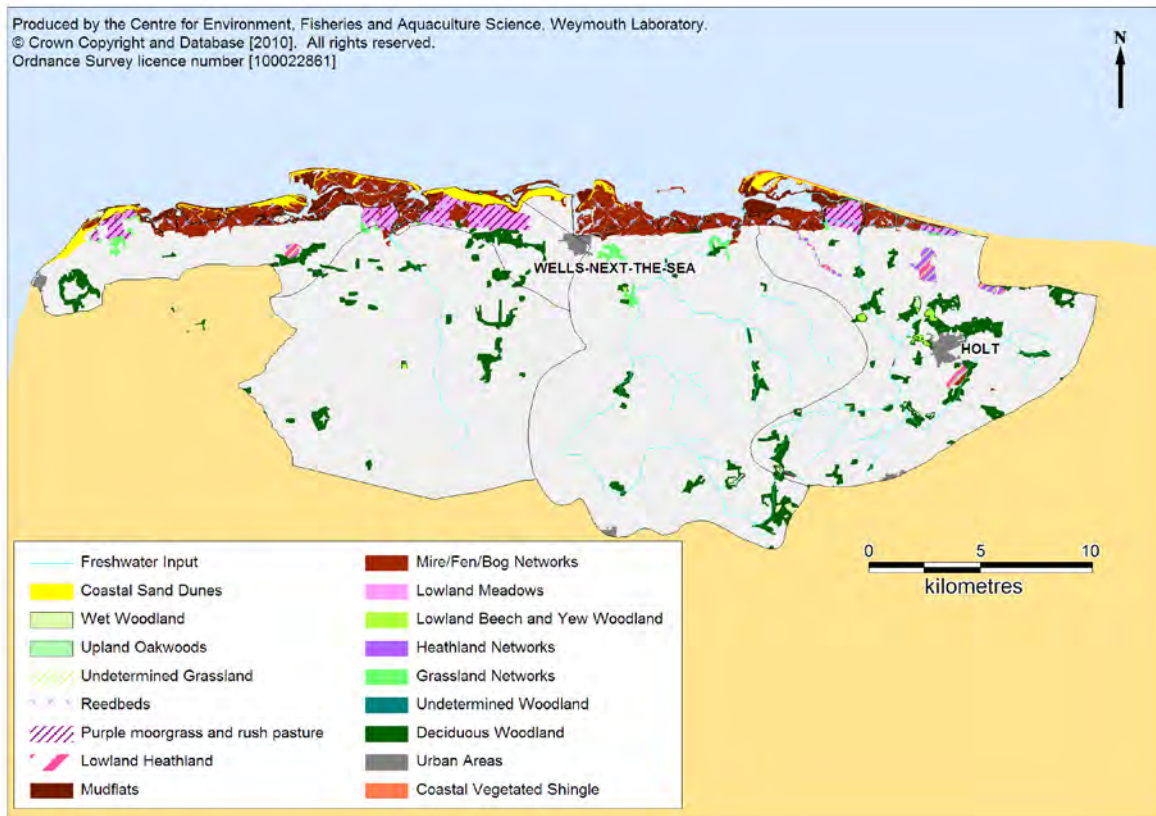 Produced by the Centre for Environment, Fisheries and Aquaculture Science, Weymouth Laboratory.
© Crown Copyright and Database [2010]. All rights reserved.
Ordnance Survey licence number [100022861]
N
WELLS-NEXT-THE-SEA
HOLT
0 5 10
kilometres
Freshwater Input
Coastal Sand Dunes
Wet Woodland
Upland Oakwoods
Undetermined Grassland
Reedbeds
Purple moorgrass and rush pasture
Lowland Heathland
Mudflats
Mire/Fen/Bog Networks
Lowland Meadows
Lowland Beech and Yew Woodland
Heathland Networks
Grassland Networks
Undetermined Woodland
Deciduous Woodland
Urban Areas
Coastal Vegetated Shingle